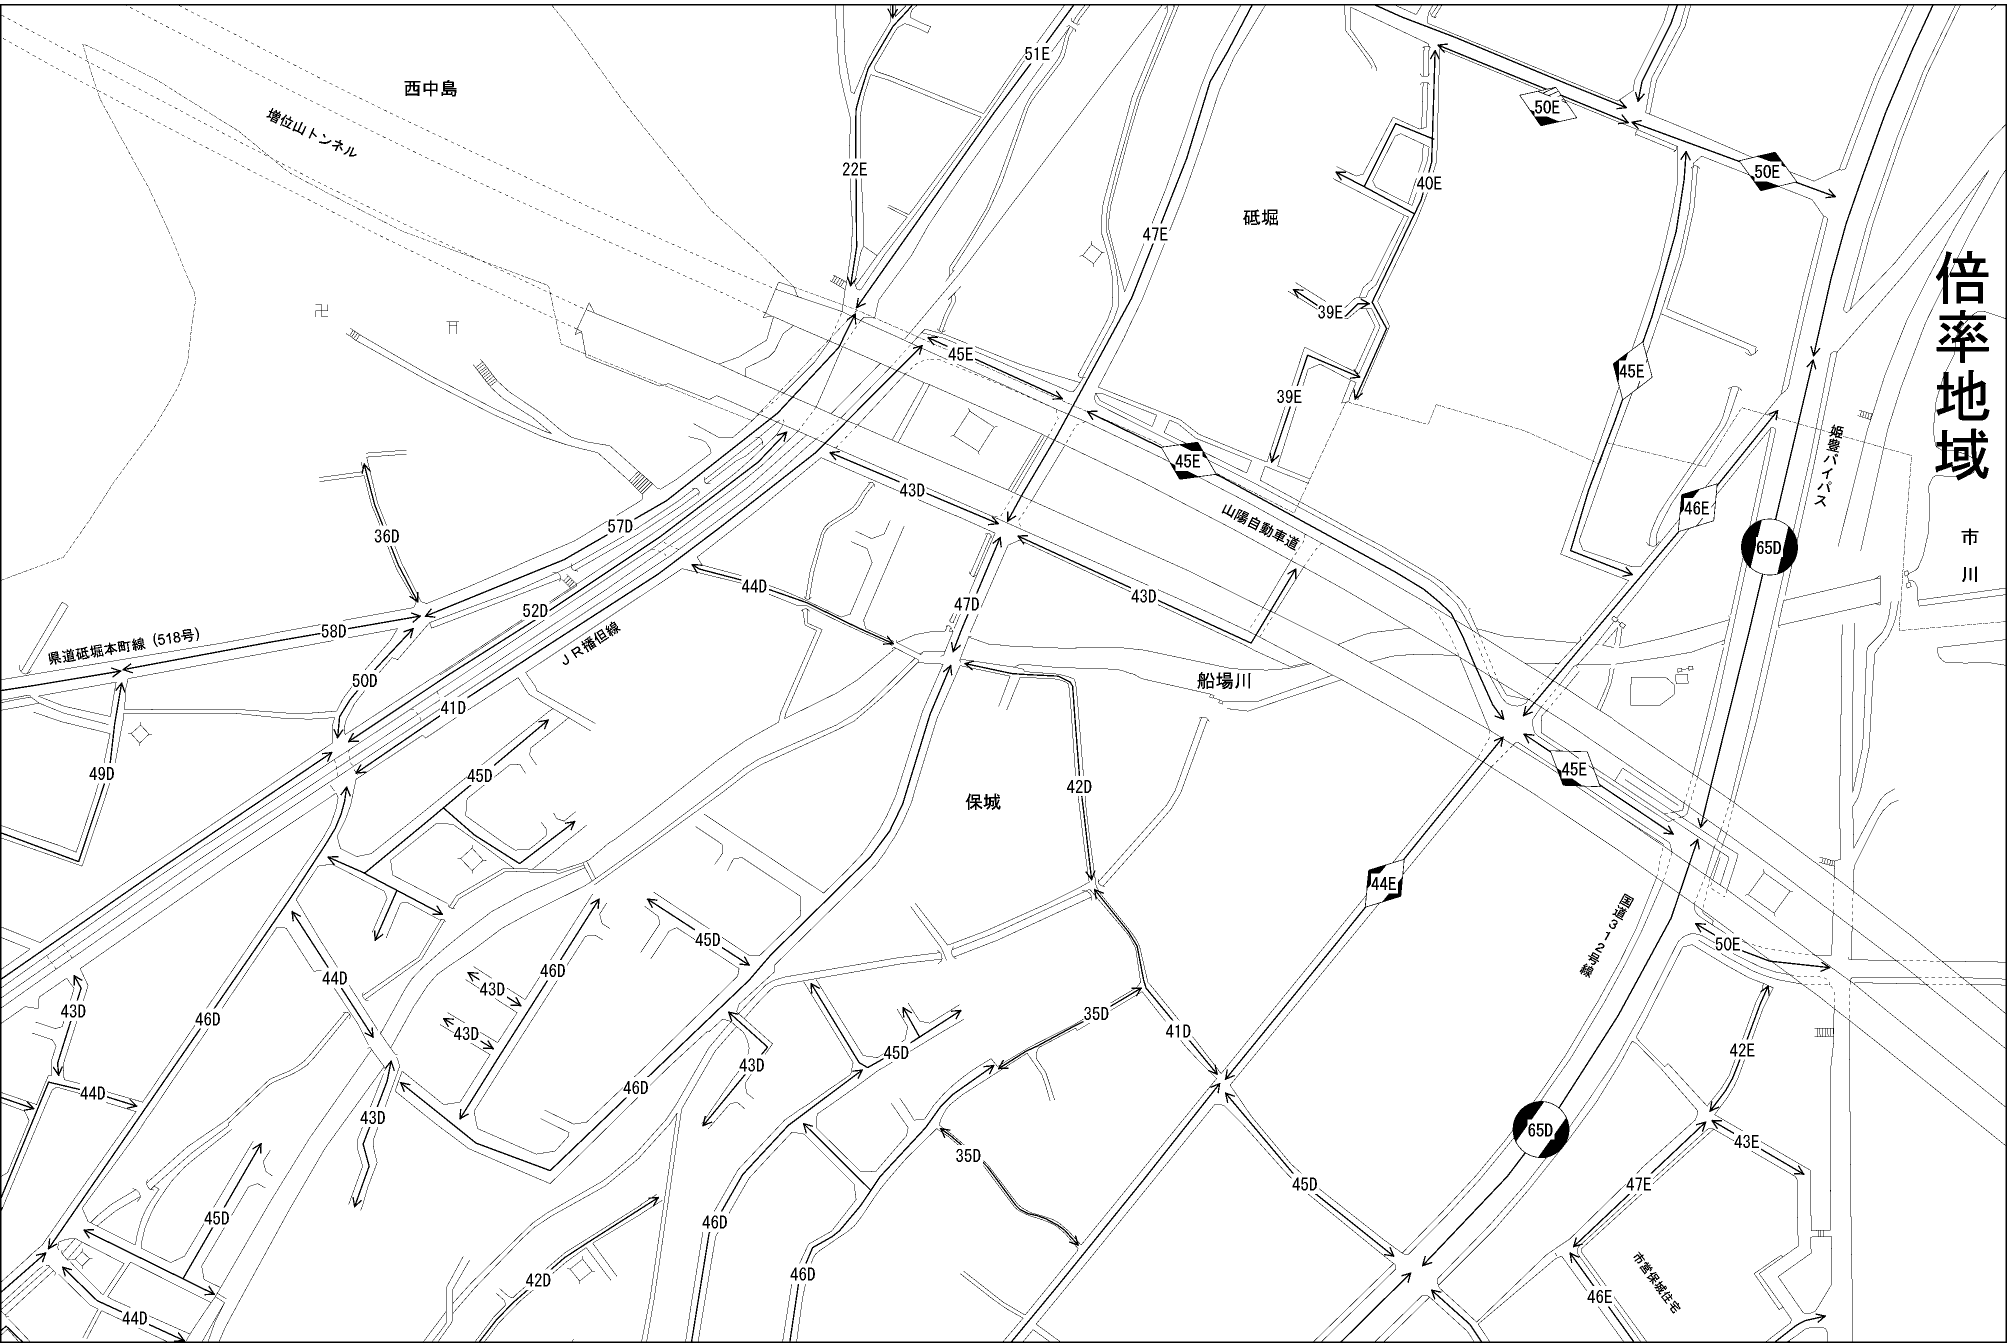 51E
西中島
50E
増位山トンネル
22E
50E
40E
砥堀
47E
倍率地域
39E
45E
45E
39E
姫豊バイパス
45E
43D
46E
山陽自動車道
57D
36D
市川
65D
44D
43D
47D
52D
県道砥堀本町線（518号）
58D
JR播但線
50D
船場川
41D
45E
49D
45D
42D
保城
44E
国道312号線
45D
50E
44D
46D
43D
43D
46D
35D
43D
41D
45D
42E
43D
46D
44D
43D
65D
43E
35D
45D
47E
45D
46D
46D
42D
市営保城住宅
46E
44D